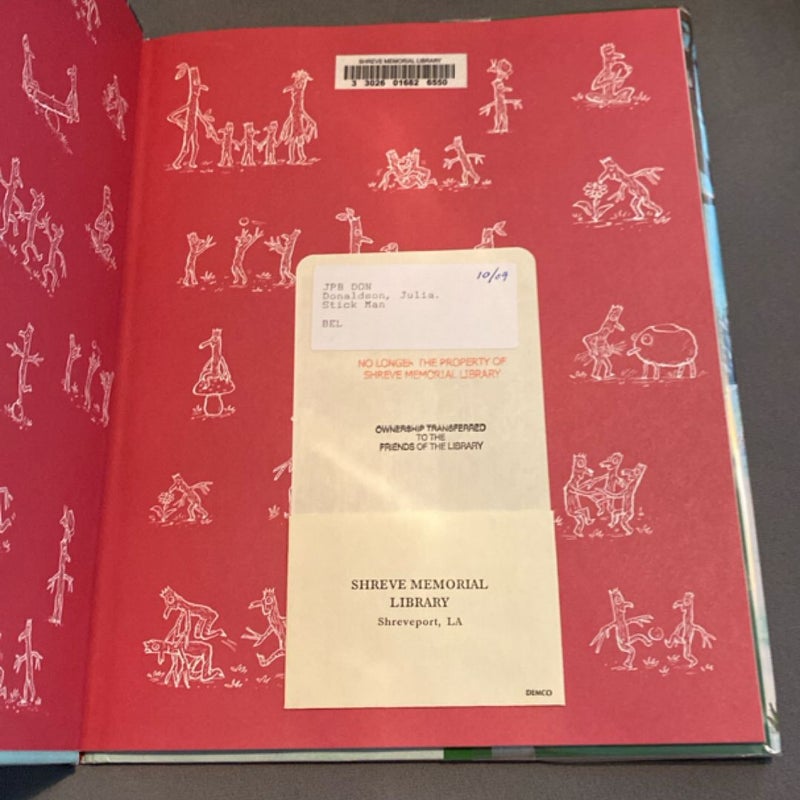 SHREVE MEMORIAL LIBRARY
3 3026 01682 6550
10/09
JPB DON
Donaldson, Julia.
Stick Man
BEL
NO LONGER THE PROPERTY OF
SHREVE MEMORIAL LIBRARY
OWNERSHIP TRANSFERRED
TO THE
FRIENDS OF THE LIBRARY
SHREVE MEMORIAL
LIBRARY
Shreveport, LA
DEMCO